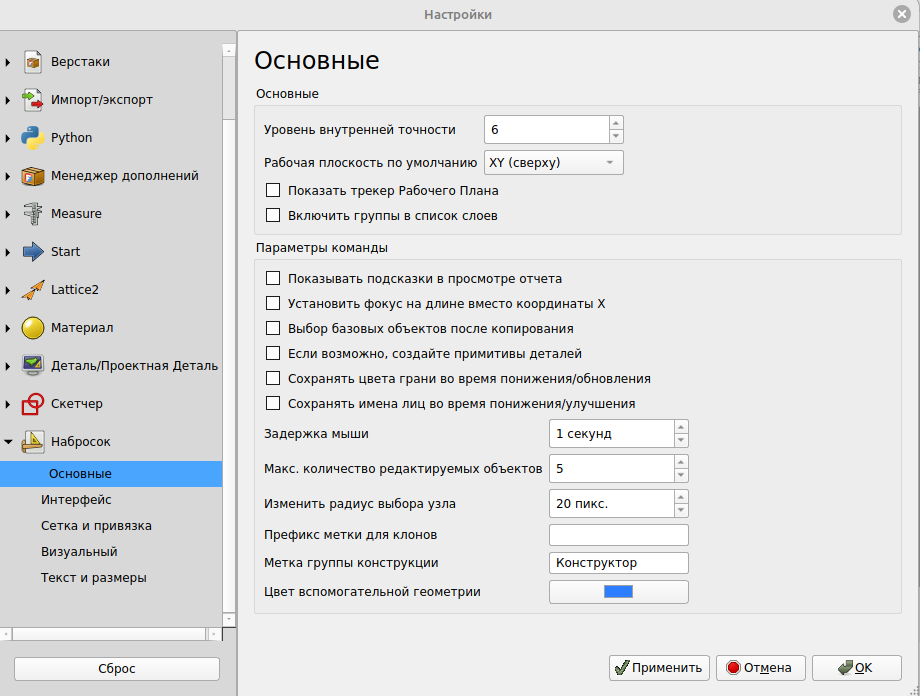 Настройки
Верстаки
Импорт/экспорт
Python
Менеджер дополнений
Measure
Start
Lattice2
Материал
Деталь/Проектная Деталь
Скетчер
Набросок
Основные
Интерфейс
Сетка и привязка
Визуальный
Текст и размеры
Сброс
Основные
Основные
Уровень внутренней точности 6
Рабочая плоскость по умолчанию XY (сверху)
Показать трекер Рабочего Плана
Включить группы в список слоев
Параметры команды
Показывать подсказки в просмотре отчета
Установить фокус на длине вместо координаты X
Выбор базовых объектов после копирования
Если возможно, создайте примитивы деталей
Сохранять цвета грани во время понижения/обновления
Сохранять имена лиц во время понижения/улучшения
Задержка мыши 1 секунд
Макс. количество редактируемых объектов 5
Изменить радиус выбора узла 20 пикс.
Префикс метки для клонов
Метка группы конструкции Конструктор
Цвет вспомогательной геометрии
Применить Отмена OK